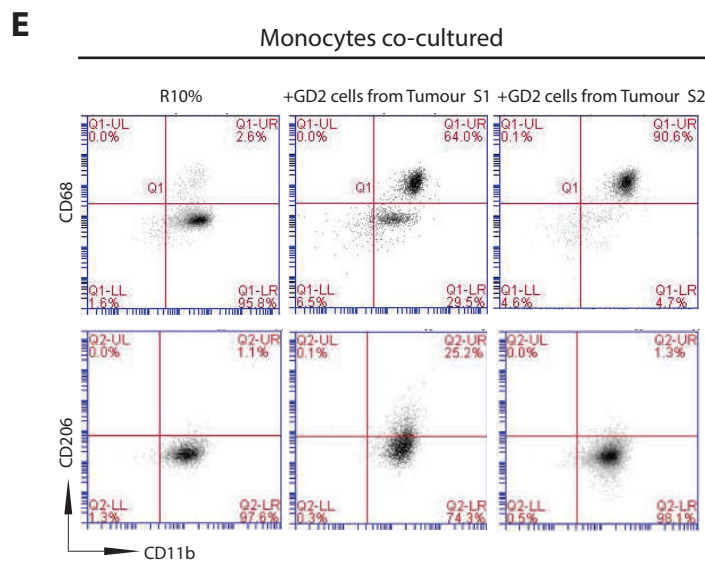 E
Monocytes co-cultured
R10% +GD2 cells from Tumour S1 +GD2 cells from Tumour S2
Q1-UL Q1-UR Q1-UL Q1-UR Q1-UL Q1-UR
0.0% 2.6% 0.0% 64.0% 0.1% 90.6%
Q1 Q1 Q1
CD68
Q1-LL Q1-LR Q1-LL Q1-LR Q1-LL Q1-LR
1.6% 95.8% 6.5% 29.5% 4.6% 4.7%
Q2-UL Q2-UR Q2-UL Q2-UR Q2-UL Q2-UR
0.0% 1.1% 0.1% 25.2% 0.0% 1.3%
CD206
Q2-LL Q2-LR Q2-LL Q2-LR Q2-LL Q2-LR
1.3% 97.6% 0.3% 74.3% 0.5% 98.1%
CD11b